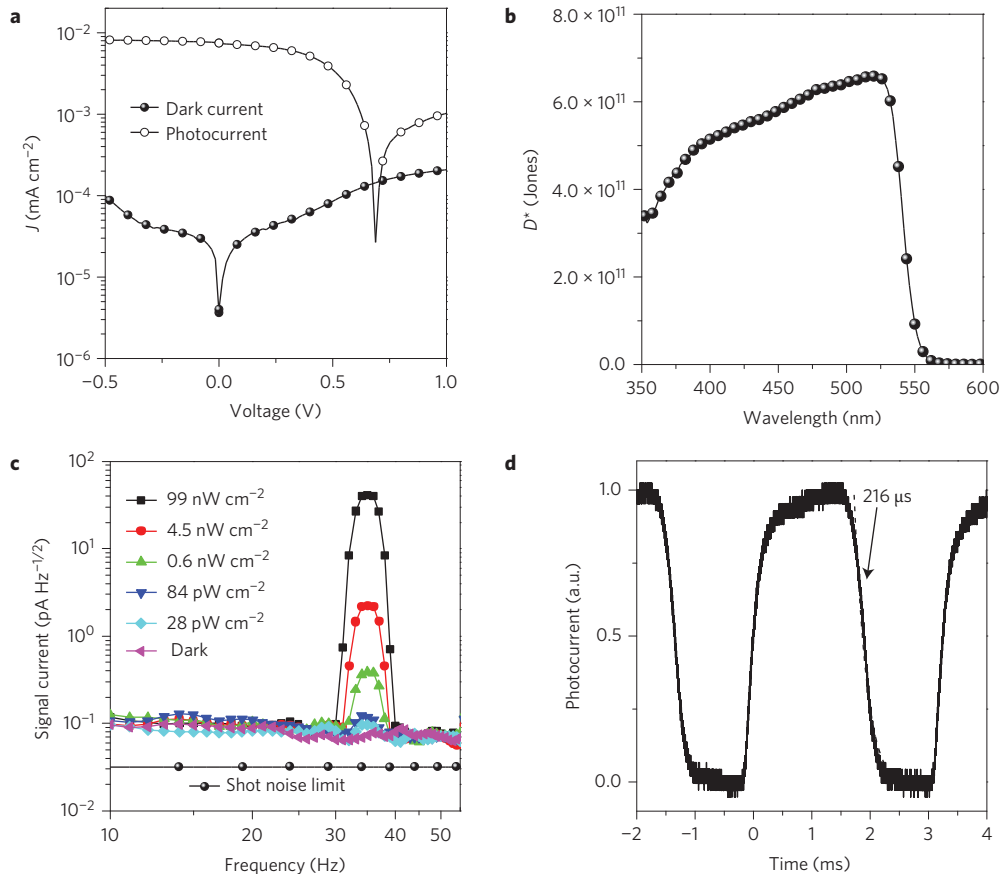 a
10⁻²
10⁻³
10⁻⁴
10⁻⁵
10⁻⁶
J (mA cm⁻²)
Dark current
Photocurrent
−0.5
0.0
0.5
1.0
Voltage (V)
b
8.0 × 10¹¹
6.0 × 10¹¹
4.0 × 10¹¹
2.0 × 10¹¹
0.0
D* (Jones)
350
400
450
500
550
600
Wavelength (nm)
c
10²
10¹
10⁰
10⁻¹
10⁻²
Signal current (pA Hz⁻¹/²)
99 nW cm⁻²
4.5 nW cm⁻²
0.6 nW cm⁻²
84 pW cm⁻²
28 pW cm⁻²
Dark
Shot noise limit
10
20
30
40
50
Frequency (Hz)
d
1.0
0.5
0.0
Photocurrent (a.u.)
216 μs
−2
−1
0
1
2
3
4
Time (ms)